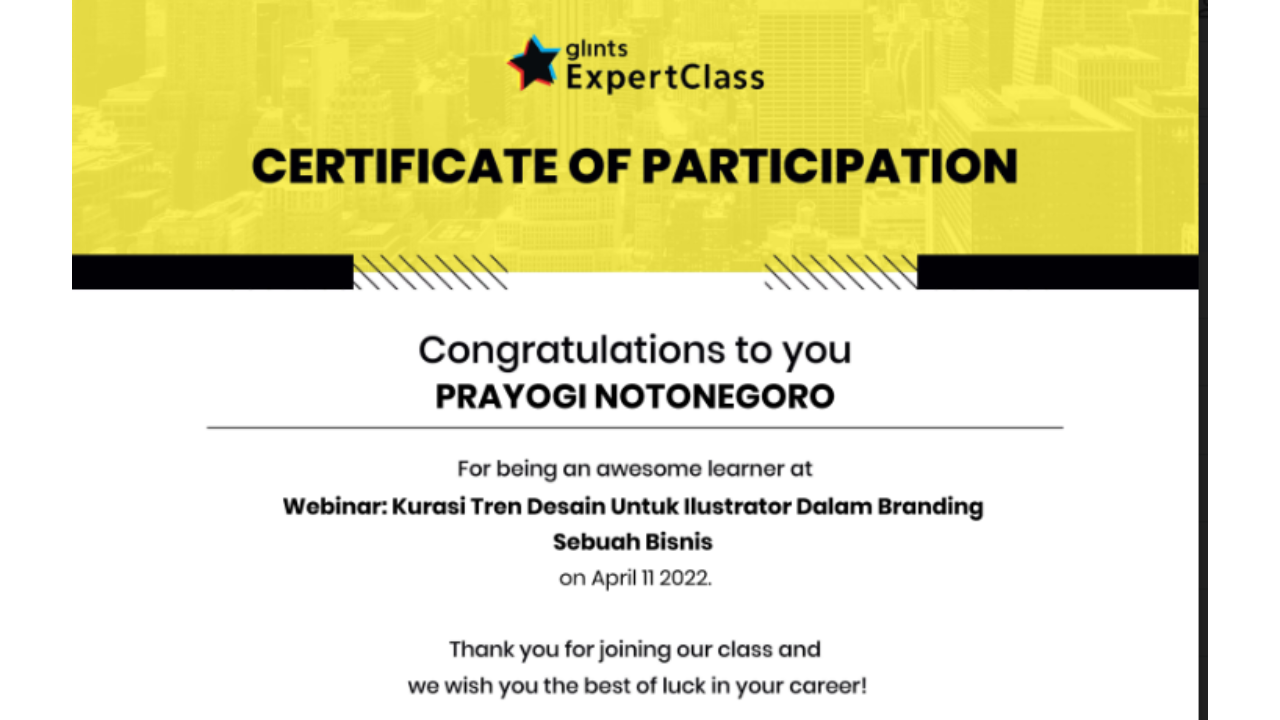 glints
ExpertClass
CERTIFICATE OF PARTICIPATION
Congratulations to you
PRAYOGI NOTONEGORO
For being an awesome learner at
Webinar: Kurasi Tren Desain Untuk Ilustrator Dalam Branding
Sebuah Bisnis
on April 11 2022.
Thank you for joining our class and
we wish you the best of luck in your career!